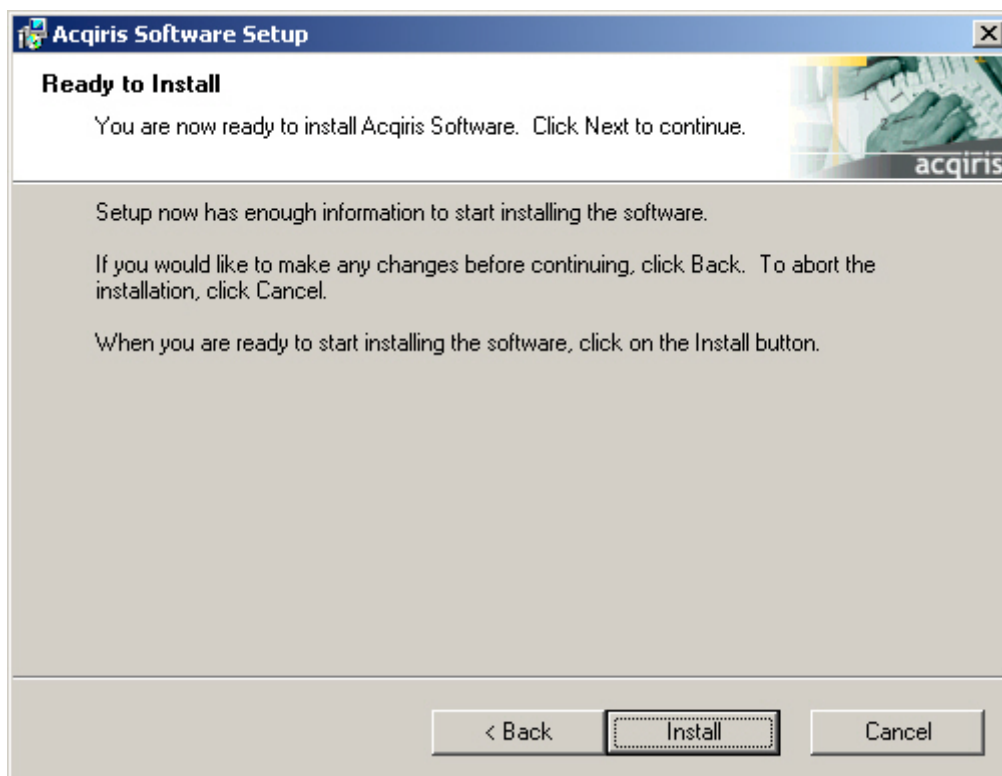 Acqiris Software Setup
Ready to Install
You are now ready to install Acqiris Software.  Click Next to continue.
acqiris
Setup now has enough information to start installing the software.
If you would like to make any changes before continuing, click Back.  To abort the
installation, click Cancel.
When you are ready to start installing the software, click on the Install button.
< Back
Install
Cancel